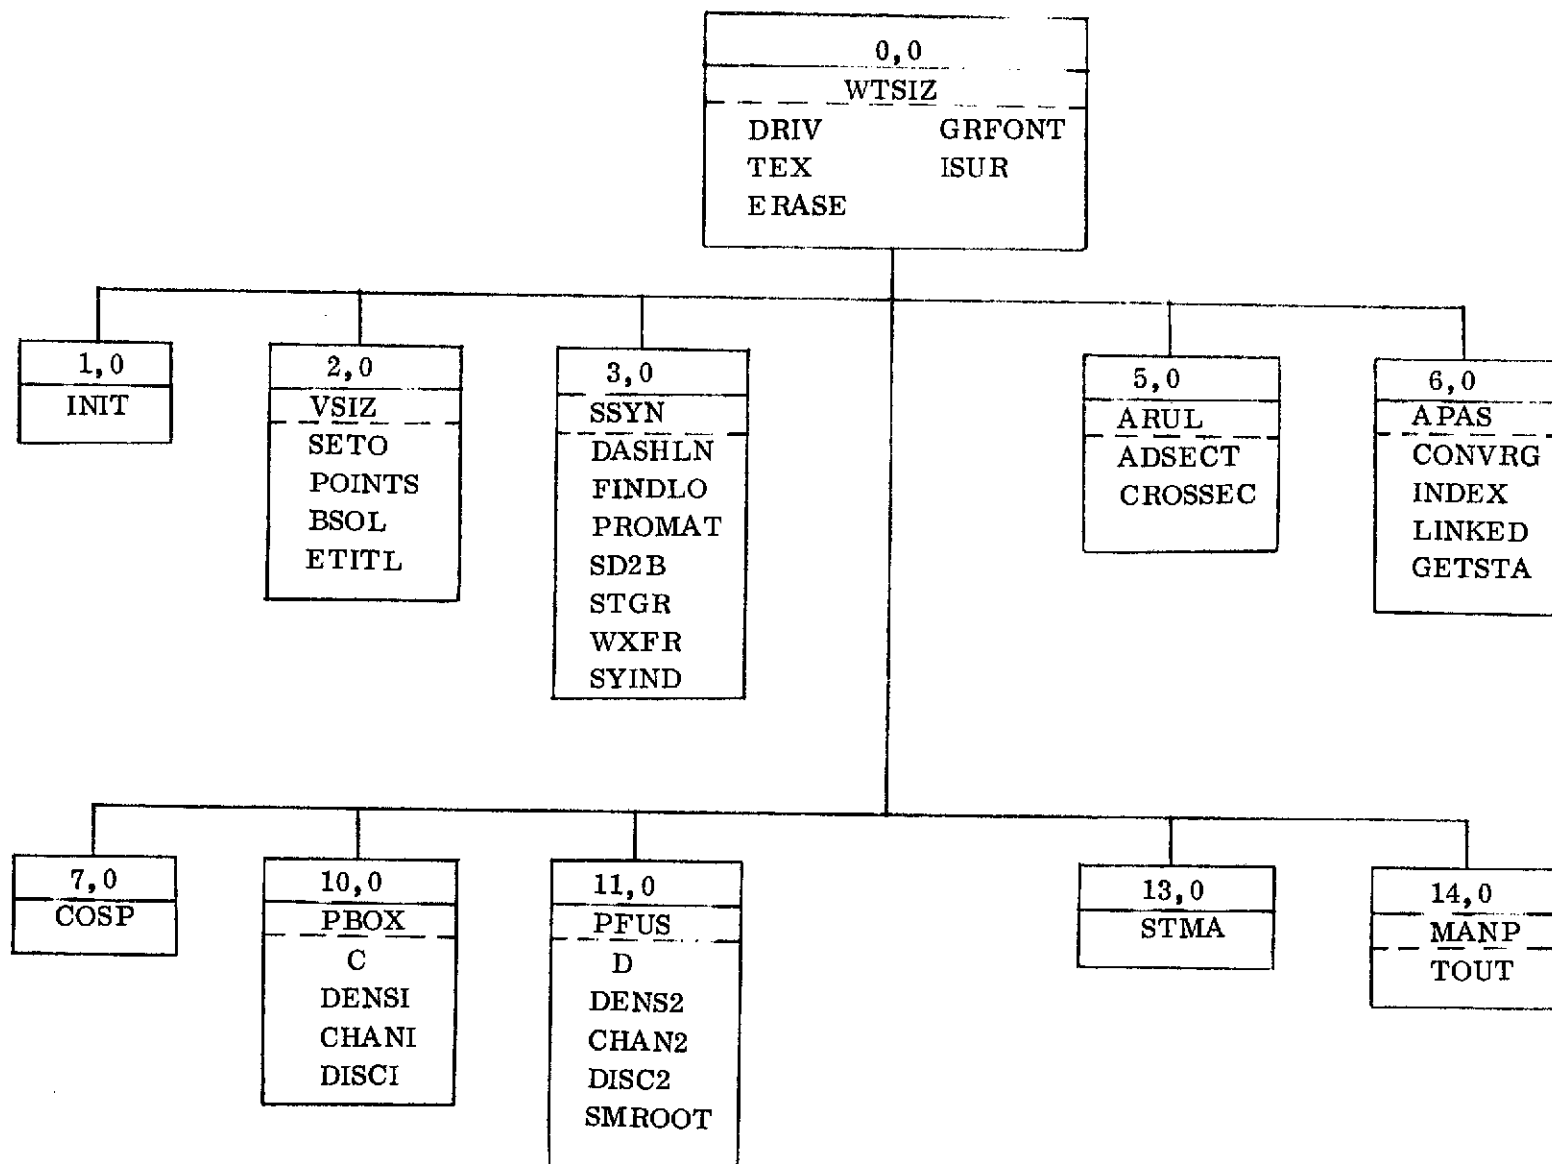 0,0
WTSIZ
DRIV GRFONT
TEX ISUR
ERASE
1,0
INIT
2,0
VSIZ
SETO
POINTS
BSOL
ETITL
3,0
SSYN
DASHLN
FINDLO
PROMAT
SD2B
STGR
WXFR
SYIND
5,0
ARUL
ADSECT
CROSSEC
6,0
APAS
CONVRG
INDEX
LINKED
GETSTA
7,0
COSP
10,0
PBOX
C
DENSI
CHANI
DISCI
11,0
PFUS
D
DENS2
CHAN2
DISC2
SMROOT
13,0
STMA
14,0
MANP
TOUT